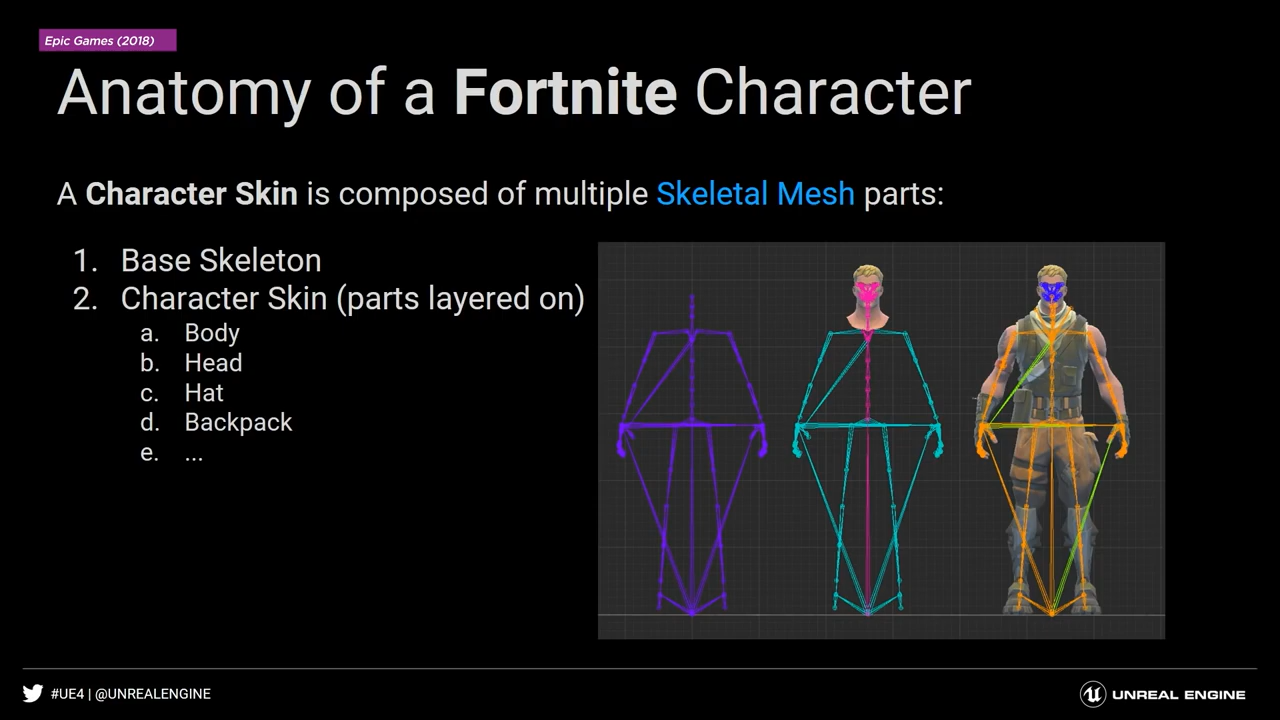 Epic Games (2018)
Anatomy of a Fortnite Character
A Character Skin is composed of multiple Skeletal Mesh parts:
1. Base Skeleton
2. Character Skin (parts layered on)
a. Body
b. Head
c. Hat
d. Backpack
e. ...
#UE4 | @UNREALENGINE
UNREAL ENGINE